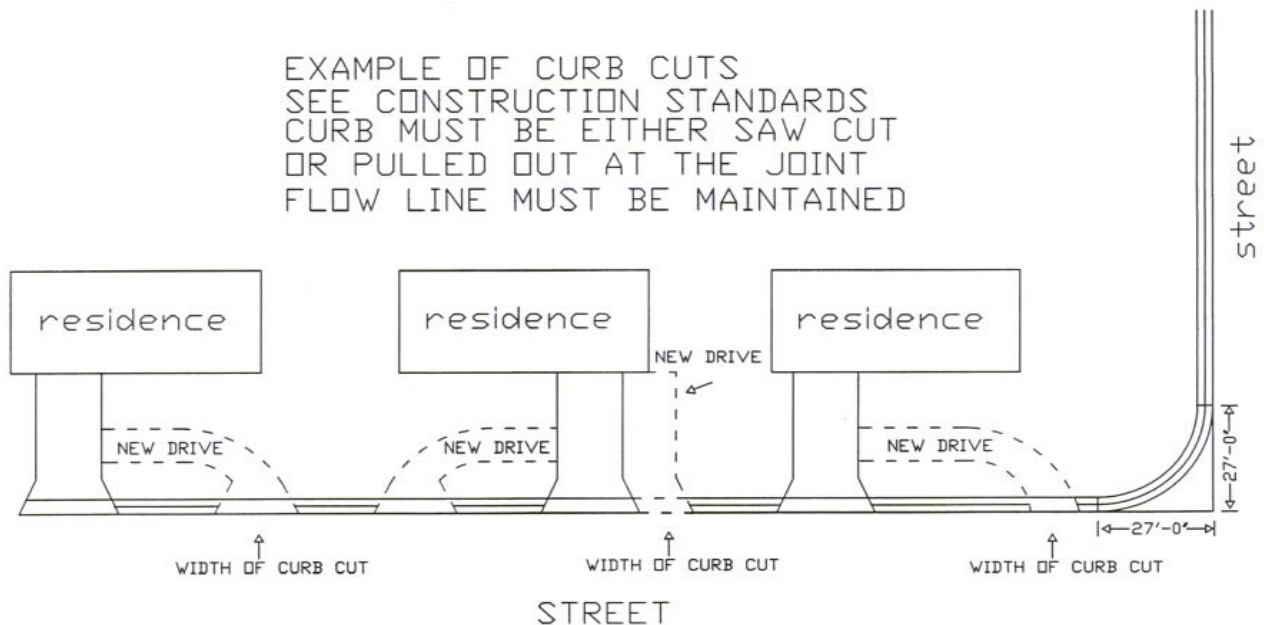 EXAMPLE OF CURB CUTS
SEE CONSTRUCTION STANDARDS
CURB MUST BE EITHER SAW CUT
OR PULLED OUT AT THE JOINT
FLOW LINE MUST BE MAINTAINED
street
residence
residence
residence
NEW DRIVE
NEW DRIVE
NEW DRIVE
NEW DRIVE
27'-0"
27'-0"
WIDTH OF CURB CUT
WIDTH OF CURB CUT
WIDTH OF CURB CUT
STREET